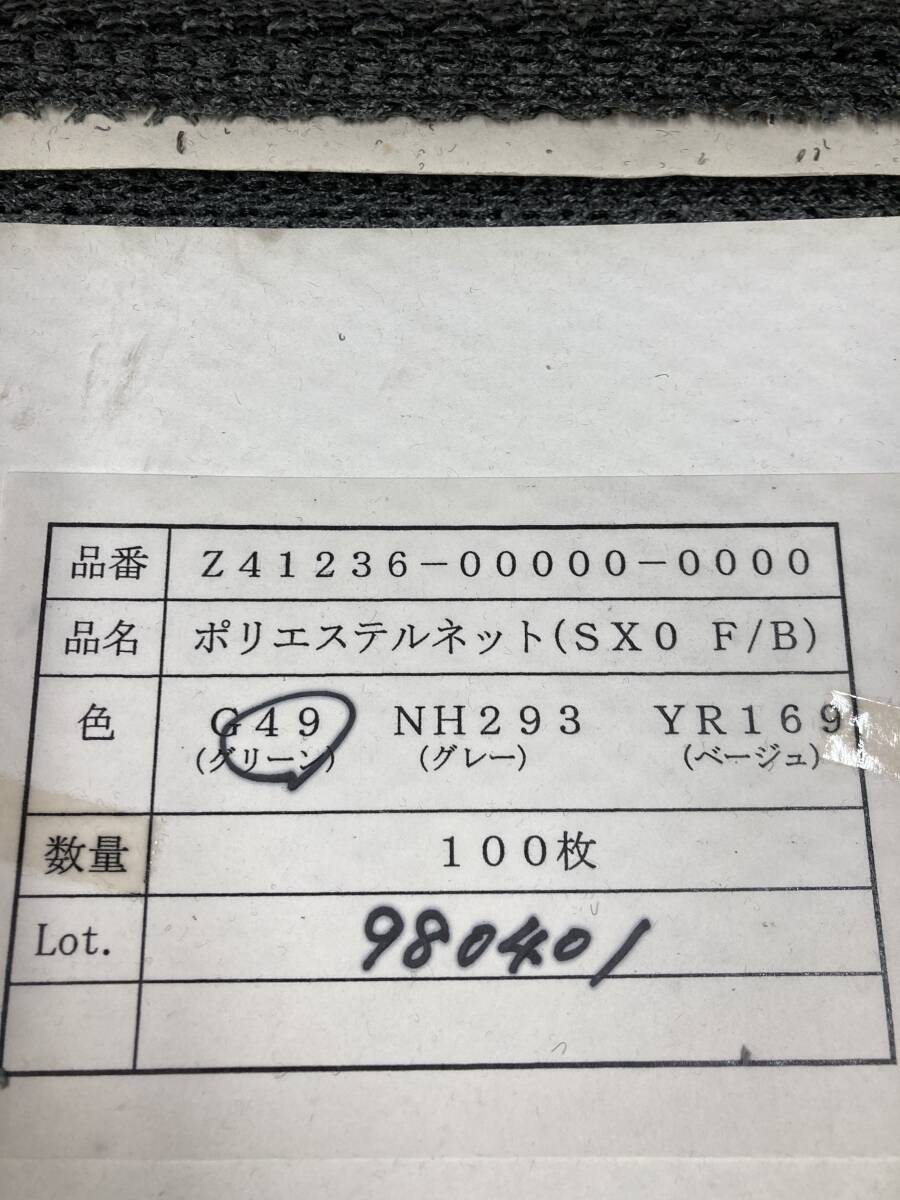 品番 Z41236-00000-0000
品名 ポリエステルネット(SX0 F/B)
色 G49 NH293 YR169
(グリーン) (グレー) (ベージュ)
数量 100枚
Lot. 980401